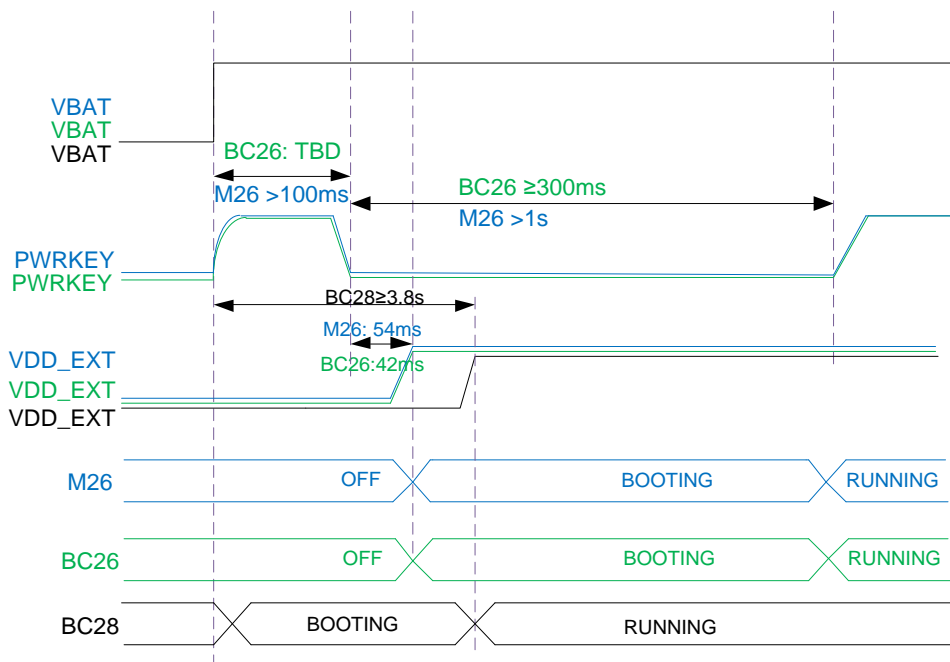 VBAT
VBAT
VBAT
BC26: TBD
M26 >100ms
BC26 ≥300ms
M26 >1s
PWRKEY
PWRKEY
BC28≥3.8s
M26: 54ms
BC26:42ms
VDD_EXT
VDD_EXT
VDD_EXT
M26 OFF BOOTING RUNNING
BC26 OFF BOOTING RUNNING
BC28 BOOTING RUNNING